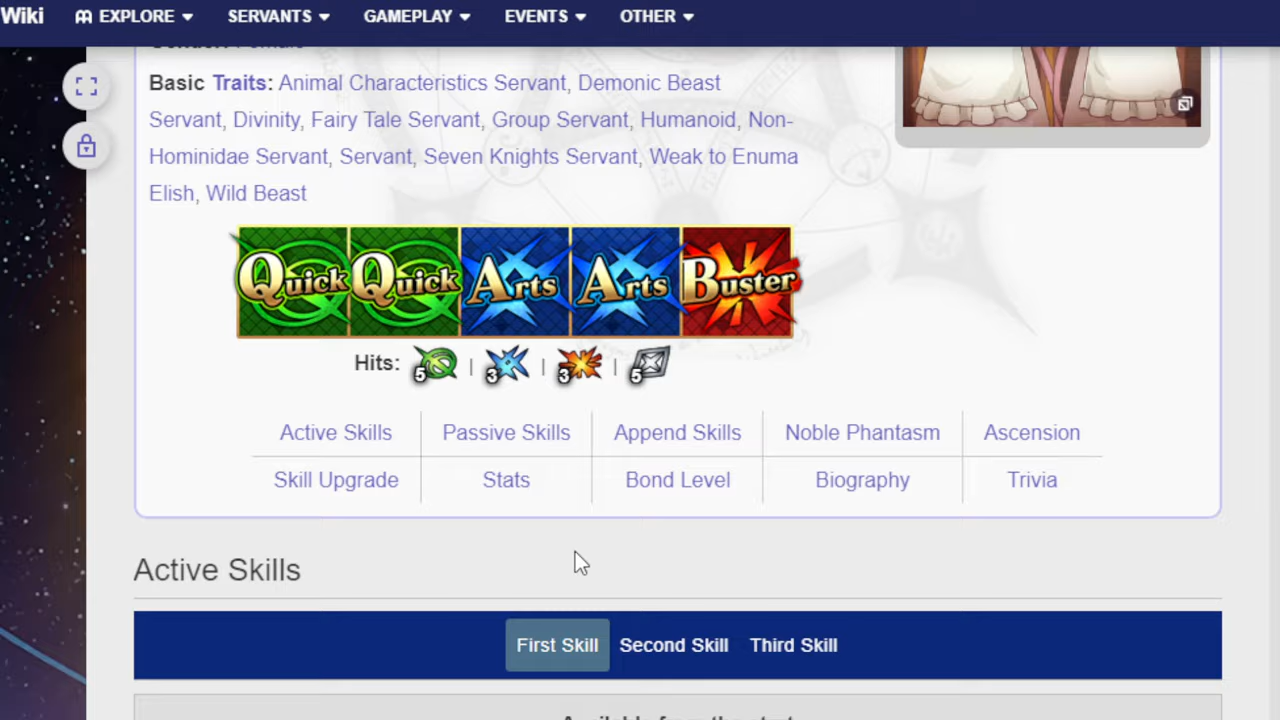 Wiki EXPLORE SERVANTS GAMEPLAY EVENTS OTHER
Basic Traits: Animal Characteristics Servant, Demonic Beast
Servant, Divinity, Fairy Tale Servant, Group Servant, Humanoid, Non-
Hominidae Servant, Servant, Seven Knights Servant, Weak to Enuma
Elish, Wild Beast
Quick Quick Arts Arts Buster
Hits: 5 | 3 | 3 | 5
Active Skills Passive Skills Append Skills Noble Phantasm Ascension
Skill Upgrade Stats Bond Level Biography Trivia
Active Skills
First Skill Second Skill Third Skill